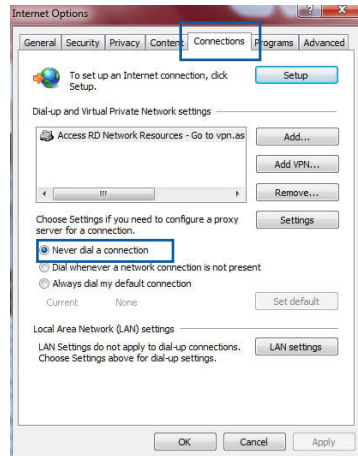 Internet Options
General Security Privacy Content Connections Programs Advanced
To set up an Internet connection, click Setup.
Setup
Dial-up and Virtual Private Network settings
Access RD Network Resources - Go to vpn.as
Add...
Add VPN...
Remove...
Choose Settings if you need to configure a proxy
server for a connection.
Settings
Never dial a connection
Dial whenever a network connection is not present
Always dial my default connection
Current None
Set default
Local Area Network (LAN) settings
LAN Settings do not apply to dial-up connections.
Choose Settings above for dial-up settings.
LAN settings
OK Cancel Apply